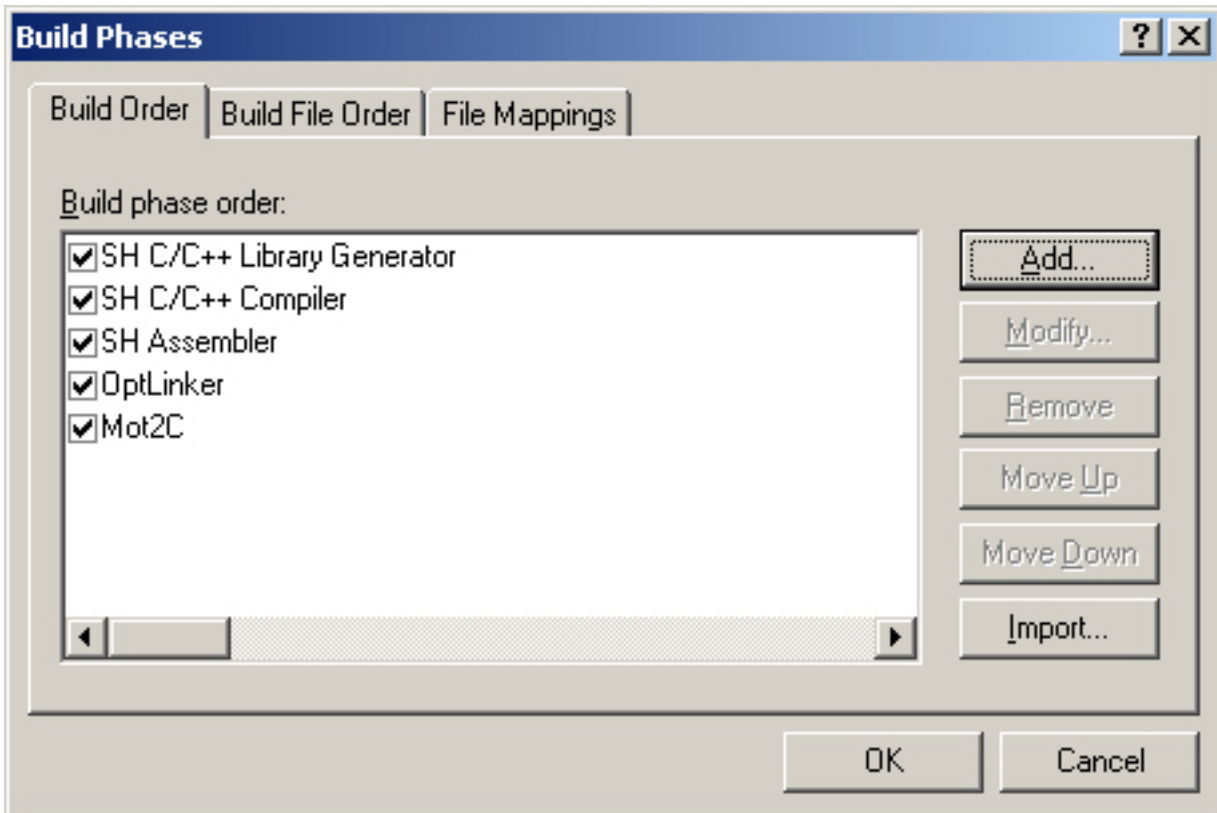 Build Phases
Build Order Build File Order File Mappings
Build phase order:
SH C/C++ Library Generator
SH C/C++ Compiler
SH Assembler
OptLinker
Mot2C
Add...
Modify...
Remove
Move Up
Move Down
Import...
OK Cancel